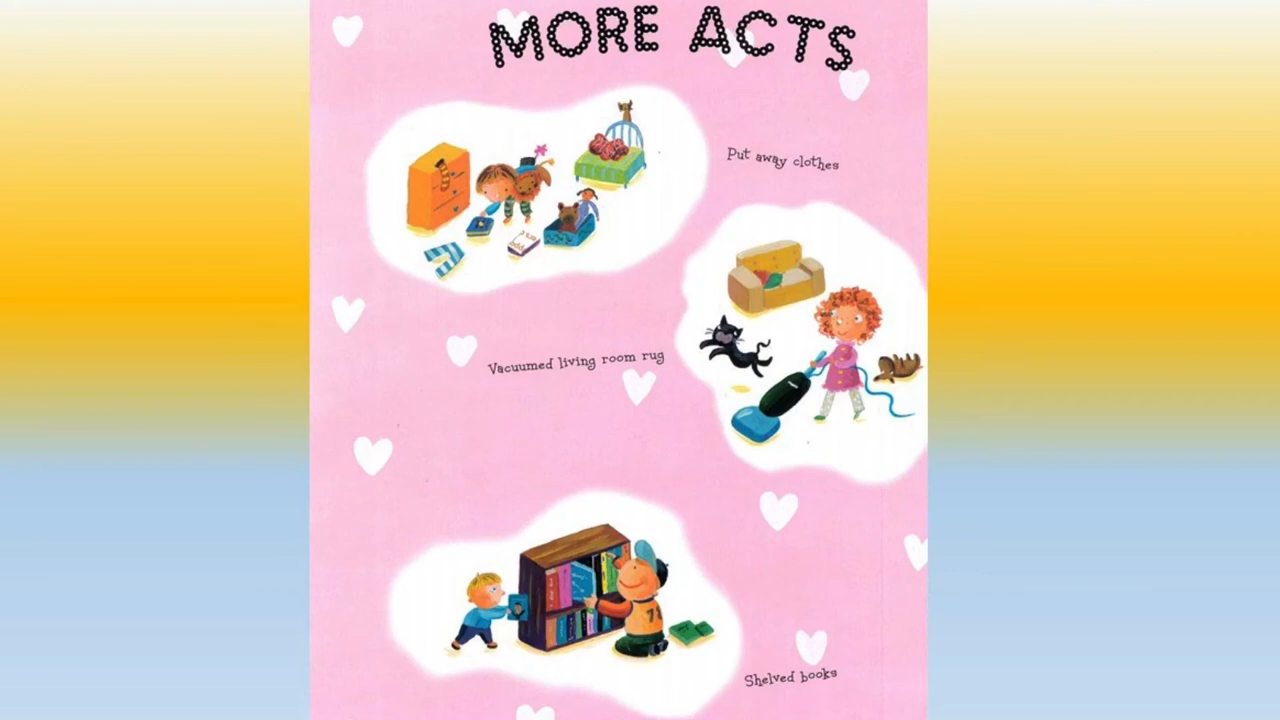 MORE ACTS
Put away clothes
Vacuumed living room rug
Shelved books